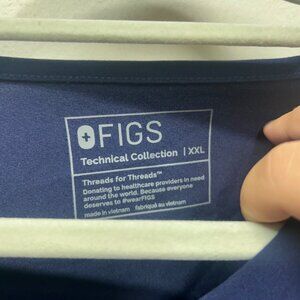 FIGS
Technical Collection | XXL
Threads for Threads™
Donating to healthcare providers in need
around the world. Because everyone
deserves to #wearFIGS
made in vietnam fabriqué au vietnam